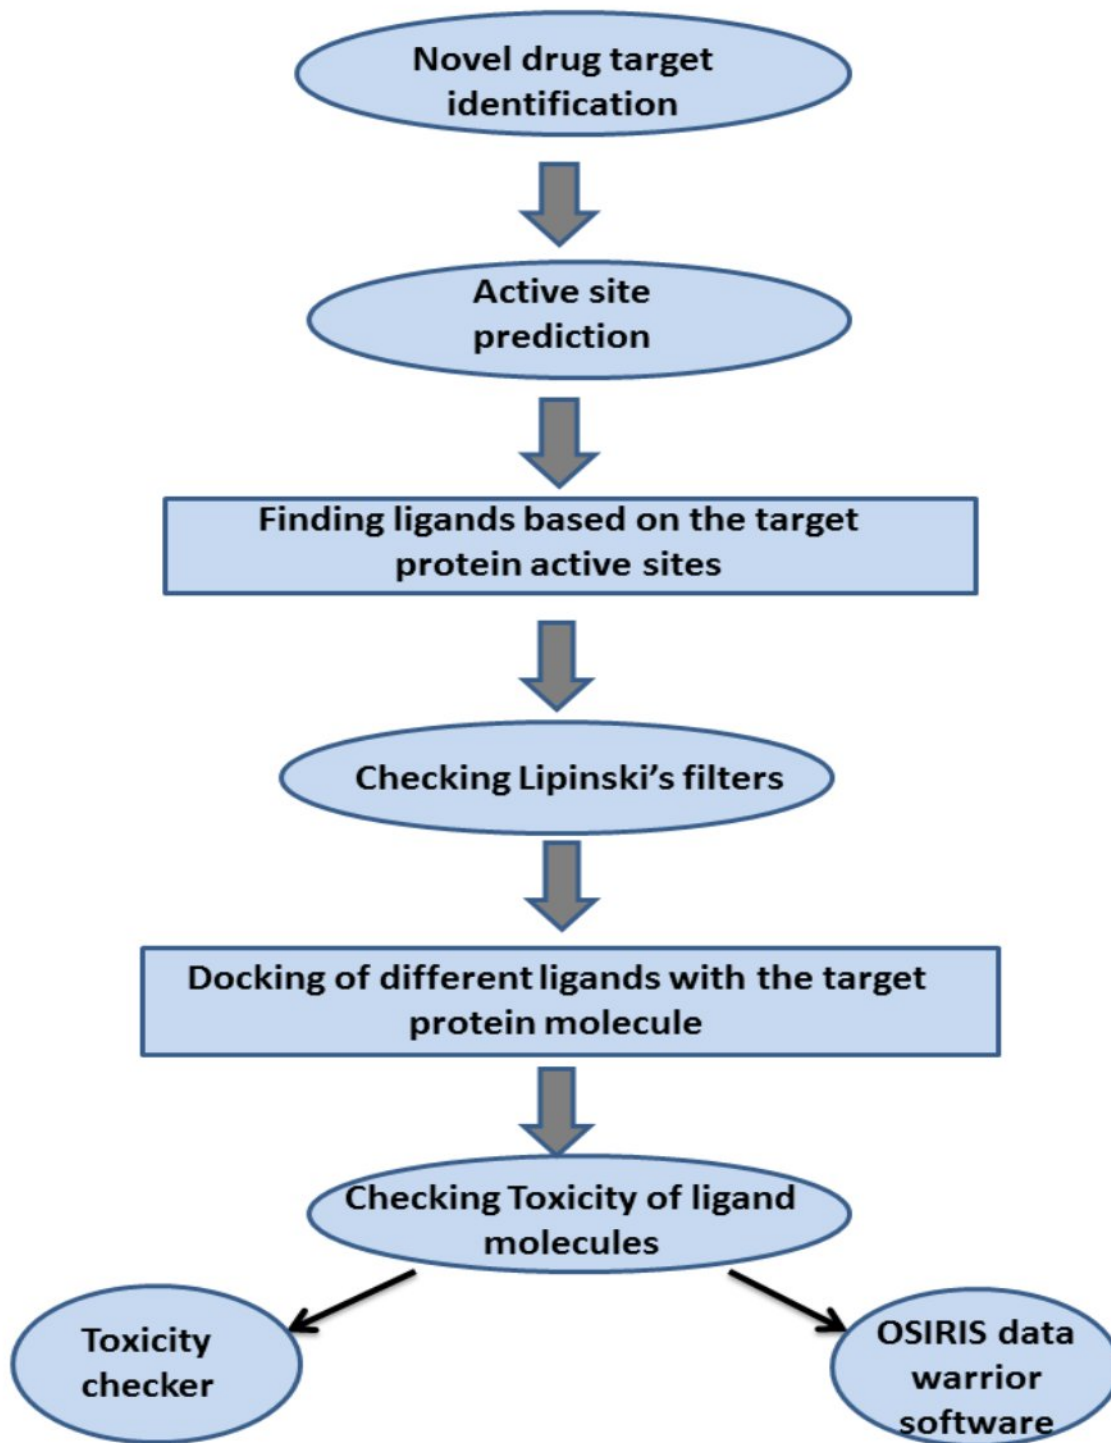 Novel drug target
identification
Active site
prediction
Finding ligands based on the target
protein active sites
Checking Lipinski’s filters
Docking of different ligands with the target
protein molecule
Checking Toxicity of ligand
molecules
Toxicity
checker
OSIRIS data
warrior
software